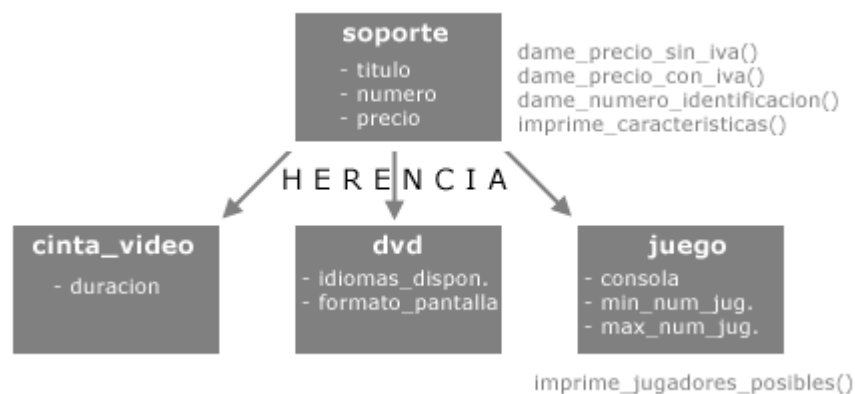 soporte
- titulo
- numero
- precio
dame_precio_sin_iva()
dame_precio_con_iva()
dame_numero_identificacion()
imprime_caracteristicas()
HERENCIA
cinta_video
- duracion
dvd
- idiomas_dispon.
- formato_pantalla
juego
- consola
- min_num_jug.
- max_num_jug.
imprime_jugadores_posibles()